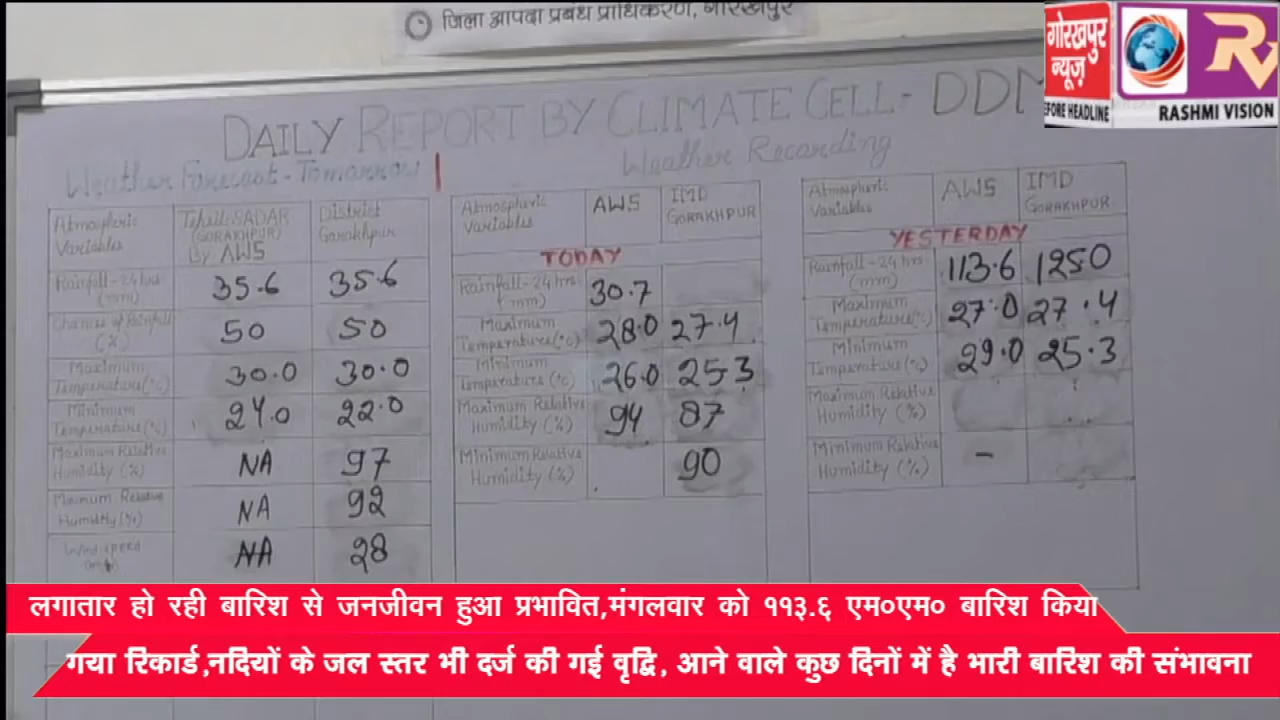 जिला आपदा प्रबंध प्राधिकरण, गोरखपुर
गोरखपुर
न्यूज़
EFORE HEADLINE
RV
RASHMI VISION
DAILY REPORT BY CLIMATE CELL- DDM
Weather Forecast-Tomorrow
Weather Recarding
Atmospheric Variables | Tehsil-SADAR (GORAKHPUR) By AWS | District Gorakhpur
Rainfall-24 hrs (mm) | 35.6 | 35.6
Chances of Rainfall (%) | 50 | 50
Maximum Temperature (°C) | 30.0 | 30.0
Minimum Temperature (°C) | 24.0 | 22.0
Maximum Relative Humidity (%) | NA | 97
Minimum Relative Humidity (%) | NA | 92
Wind speed | NA | 28
Atmospheric Variables | AWS | IMD GORAKHPUR
TODAY
Rainfall-24 hrs (mm) | 30.7
Maximum Temperature (°C) | 28.0 | 27.4
Minimum Temperature (°C) | 26.0 | 25.3
Maximum Relative Humidity (%) | 94 | 87
Minimum Relative Humidity (%) | 90
Atmospheric Variables | AWS | IMD GORAKHPUR
YESTERDAY
Rainfall-24 hrs (mm) | 113.6 | 125.0
Maximum Temperature (°C) | 27.0 | 27.4
Minimum Temperature (°C) | 29.0 | 25.3
Maximum Relative Humidity (%)
Minimum Relative Humidity (%) | -
लगातार हो रही बारिश से जनजीवन हुआ प्रभावित,मंगलवार को ११३.६ एम०एम० बारिश किया
गया रिकार्ड,नदियों के जल स्तर भी दर्ज की गई वृद्वि, आने वाले कुछ दिनों में है भारी बारिश की संभावना